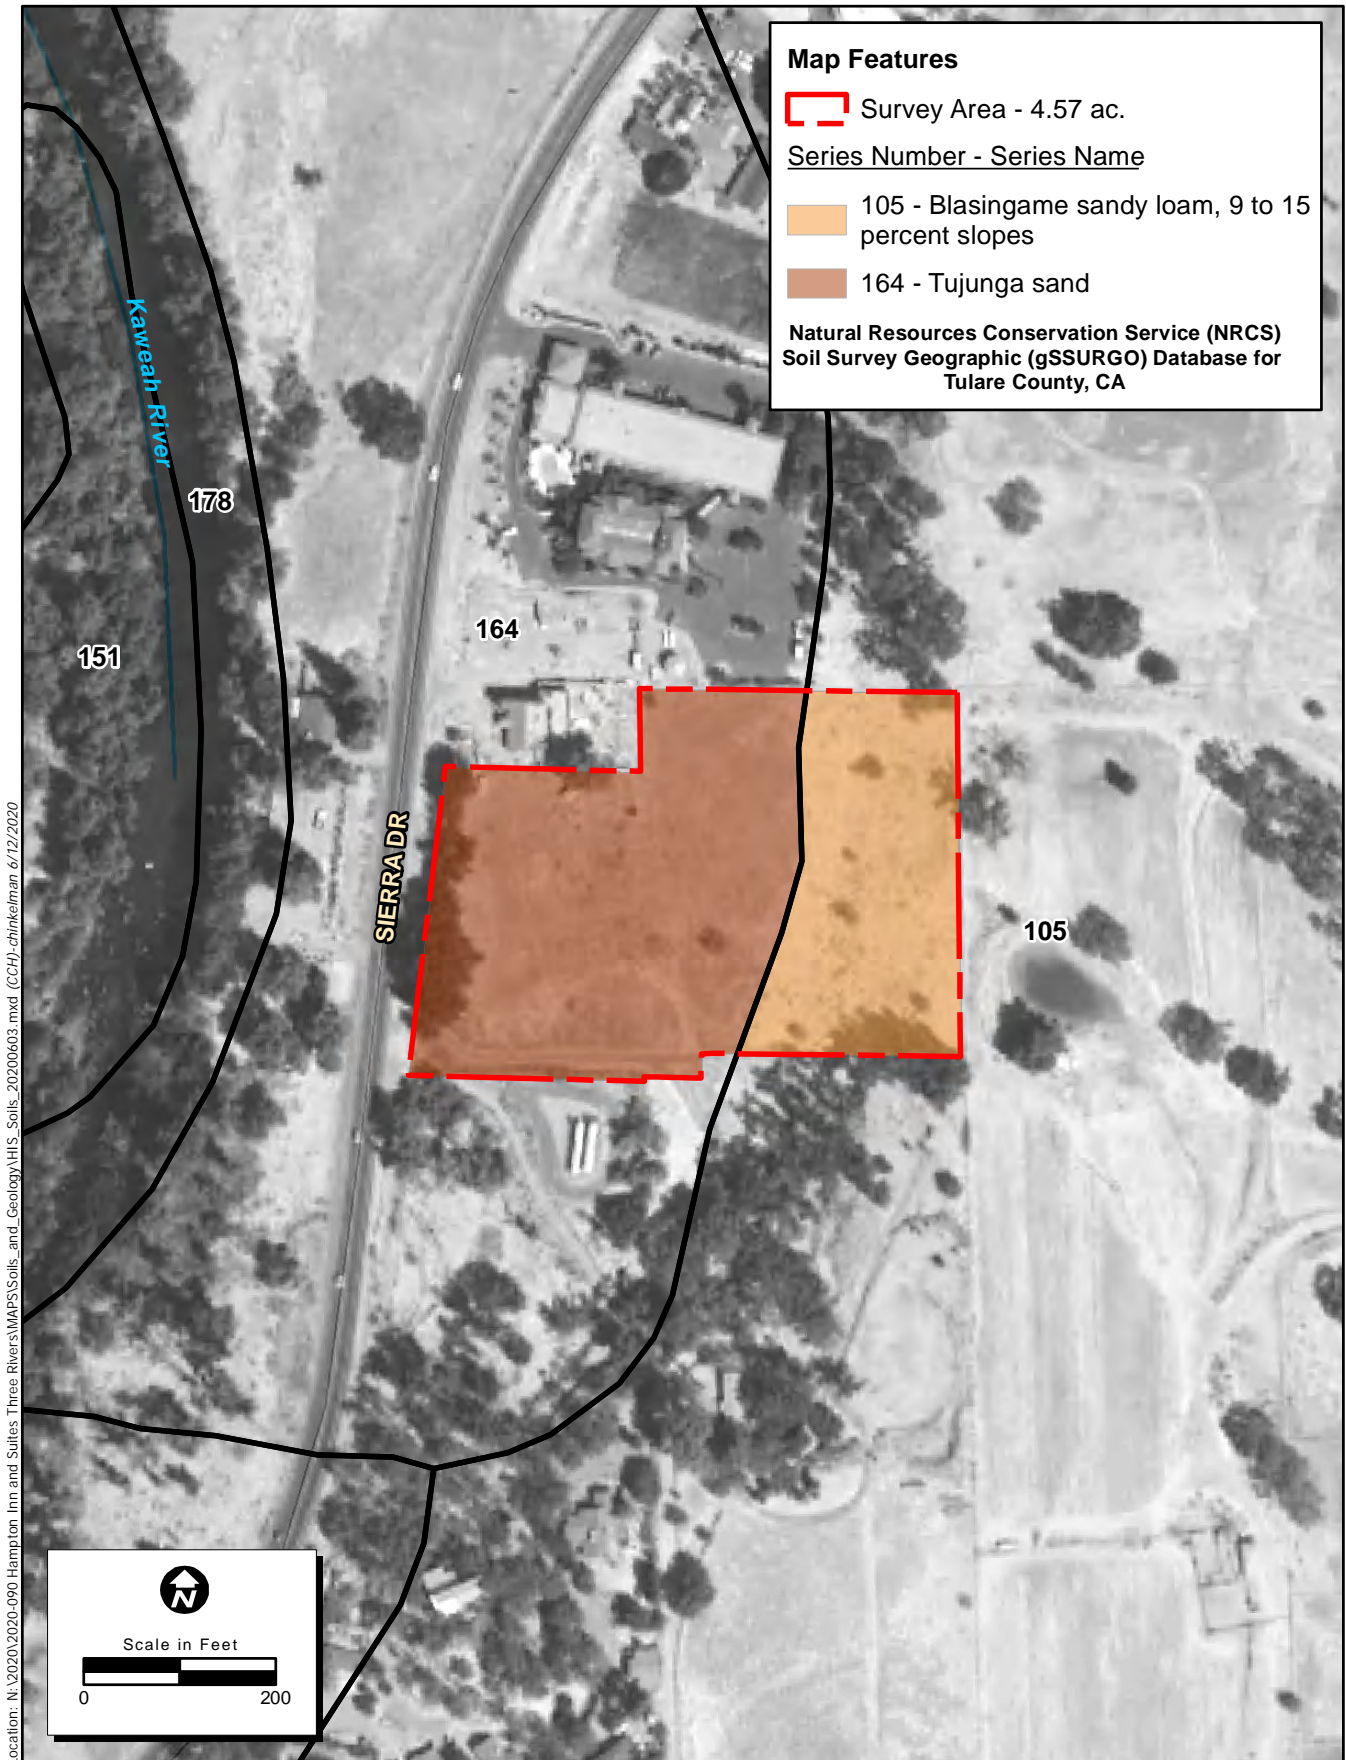 Map Features
Survey Area - 4.57 ac.
Series Number - Series Name
105 - Blasingame sandy loam, 9 to 15
percent slopes
164 - Tujunga sand
Natural Resources Conservation Service (NRCS)
Soil Survey Geographic (gSSURGO) Database for
Tulare County, CA
Kaweah River
178
164
151
SIERRA DR
105
N
Scale in Feet
0 200
ocation: N:\2020\2020-090 Hampton Inn and Suites Three Rivers\MAPS\Soils_and_Geology\HIS_Soils_20200603.mxd (CCH)-chinkelman 6/12/2020